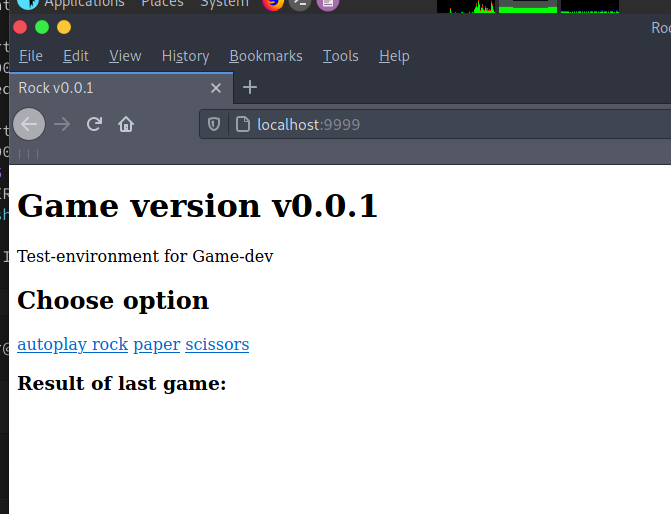 Applications Places System
Roc
File Edit View History Bookmarks Tools Help
Rock v0.0.1
localhost:9999
Game version v0.0.1
Test-environment for Game-dev
Choose option
autoplay rock paper scissors
Result of last game: